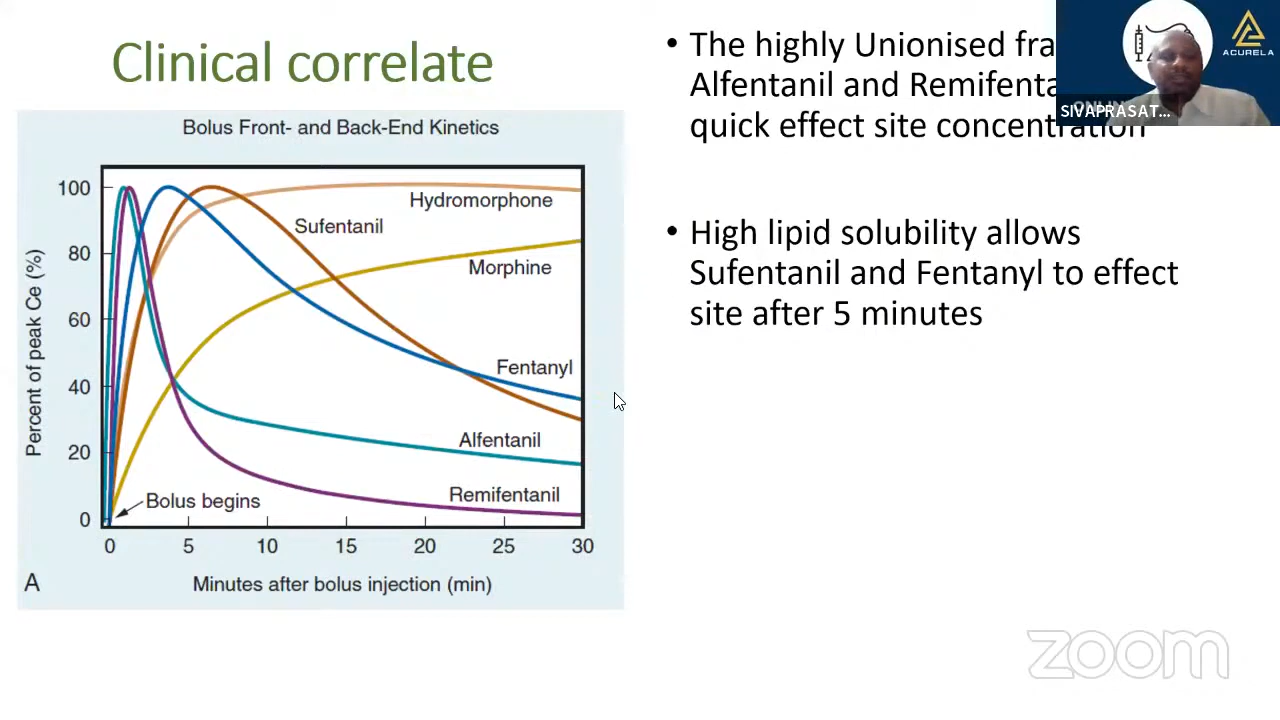 Clinical correlate
Bolus Front- and Back-End Kinetics
Percent of peak Ce (%)
100
80
60
40
20
0
Hydromorphone
Sufentanil
Morphine
Fentanyl
Alfentanil
Remifentanil
Bolus begins
0 5 10 15 20 25 30
Minutes after bolus injection (min)
A
• The highly Unionised
Alfentanil and
quick effect site concentration
• High lipid solubility allows
Sufentanil and Fentanyl to effect
site after 5 minutes
ACURELA
SIVAPRASAT...
zoom